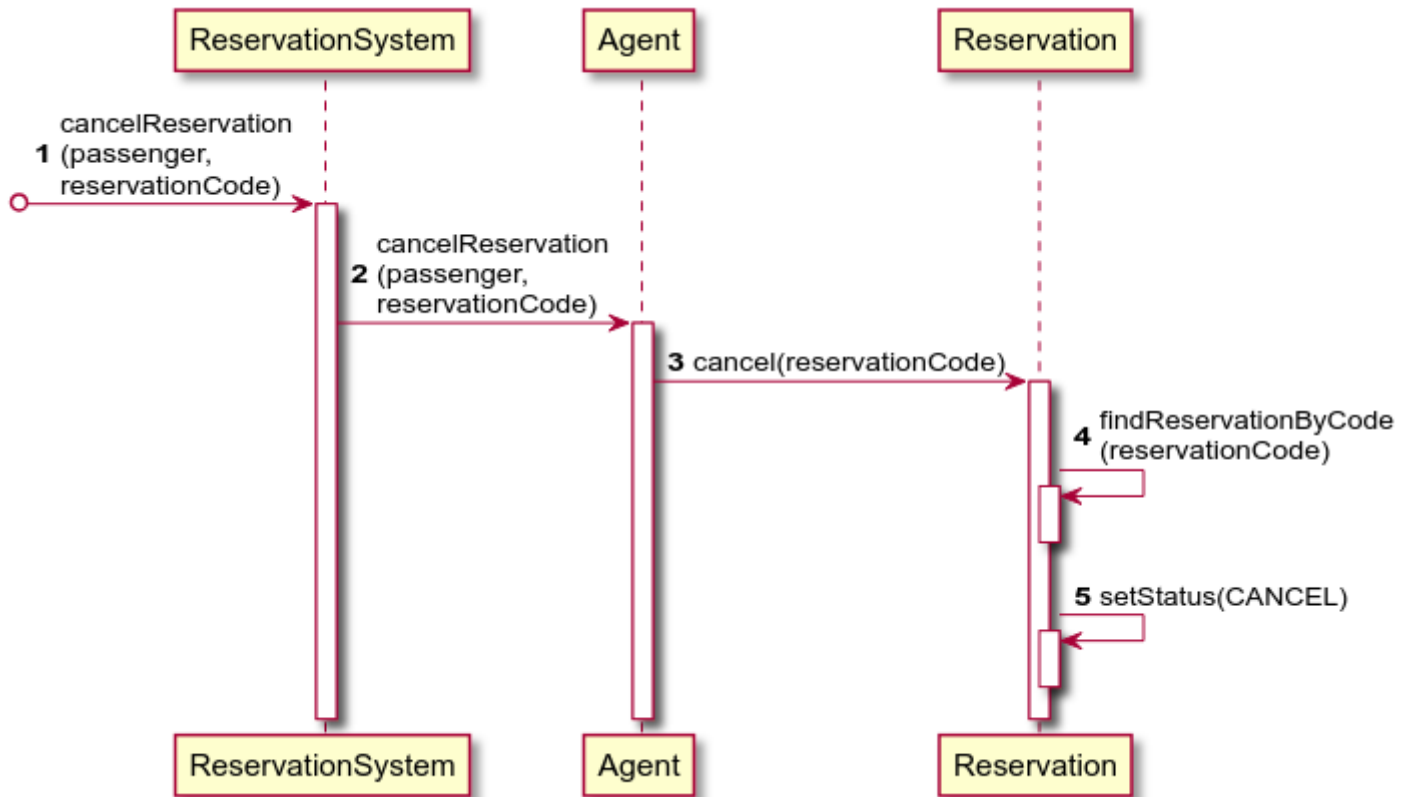 ReservationSystem
Agent
Reservation
cancelReservation
1 (passenger,
reservationCode)
cancelReservation
2 (passenger,
reservationCode)
3 cancel(reservationCode)
findReservationByCode
4
(reservationCode)
5 setStatus(CANCEL)
ReservationSystem
Agent
Reservation